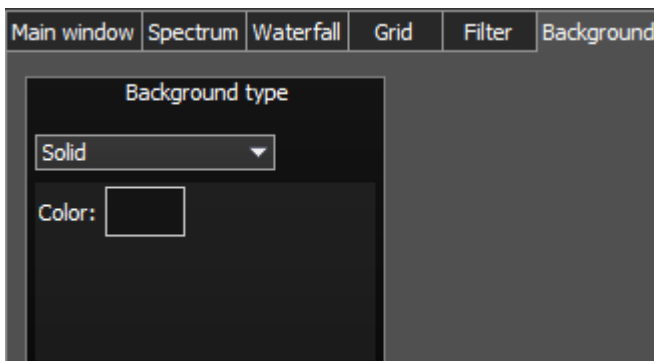 Main window Spectrum Waterfall Grid Filter Background
Background type
Solid
Color: